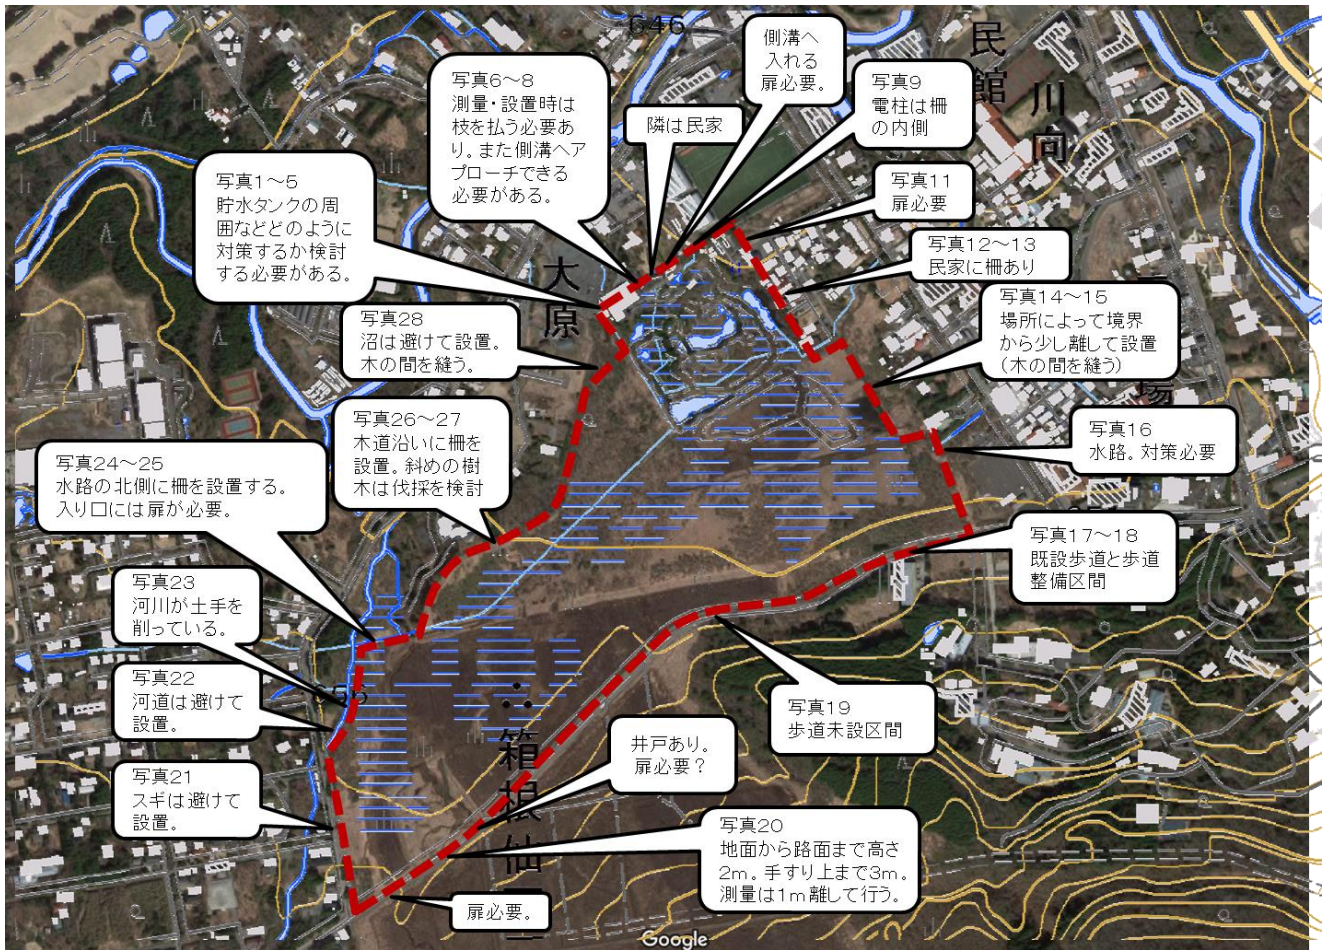 646
民館
川向
側溝へ
入れる
扉必要。
写真6～8
測量・設置時は
枝を払う必要あ
り。また側溝へア
プローチできる
必要がある。
隣は民家
写真9
電柱は柵
の内側
写真11
扉必要
写真1～5
貯水タンクの周
囲などどのように
対策するか検討
する必要がある。
写真12～13
民家に柵あり
大原
写真14～15
場所によって境界
から少し離して設置
（木の間を縫う）
写真28
沼は避けて設置。
木の間を縫う。
写真26～27
木道沿いに柵を
設置。斜めの樹
木は伐採を検討
写真16
水路。対策必要
写真24～25
水路の北側に柵を設置する。
入り口には扉が必要。
写真17～18
既設歩道と歩道
整備区間
写真23
河川が土手を
削っている。
写真22
河道は避けて
設置。
写真19
歩道未設区間
箱根仙
井戸あり。
扉必要？
写真21
スギは避けて
設置。
写真20
地面から路面まで高さ
2m。手すり上まで3m。
測量は1m離して行う。
扉必要。
Google